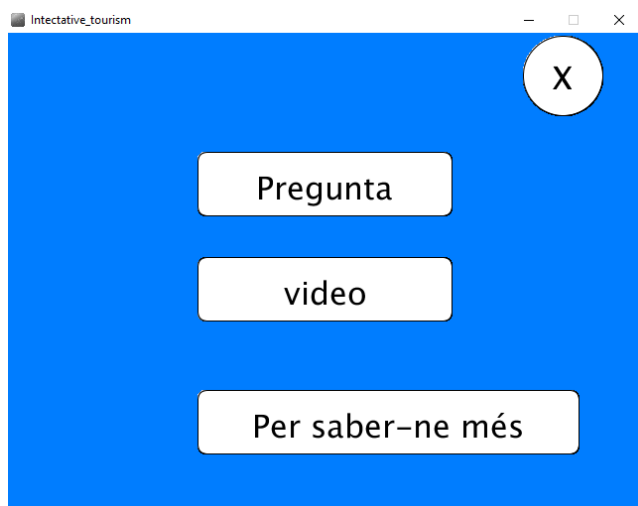 Intectative_tourism
X
Pregunta
video
Per saber-ne més